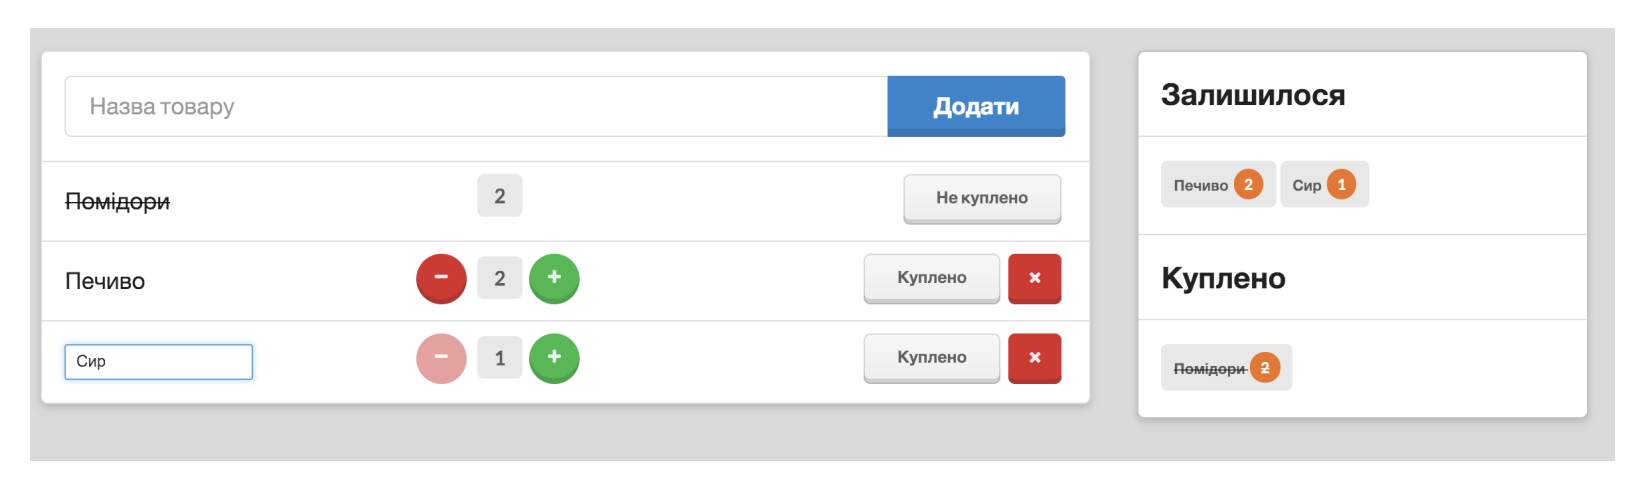 Назва товару
Додати
Помідори
2
Не куплено
Печиво
−
2
+
Куплено
×
Сир
−
1
+
Куплено
×
Залишилося
Печиво 2
Сир 1
Куплено
Помідори 2